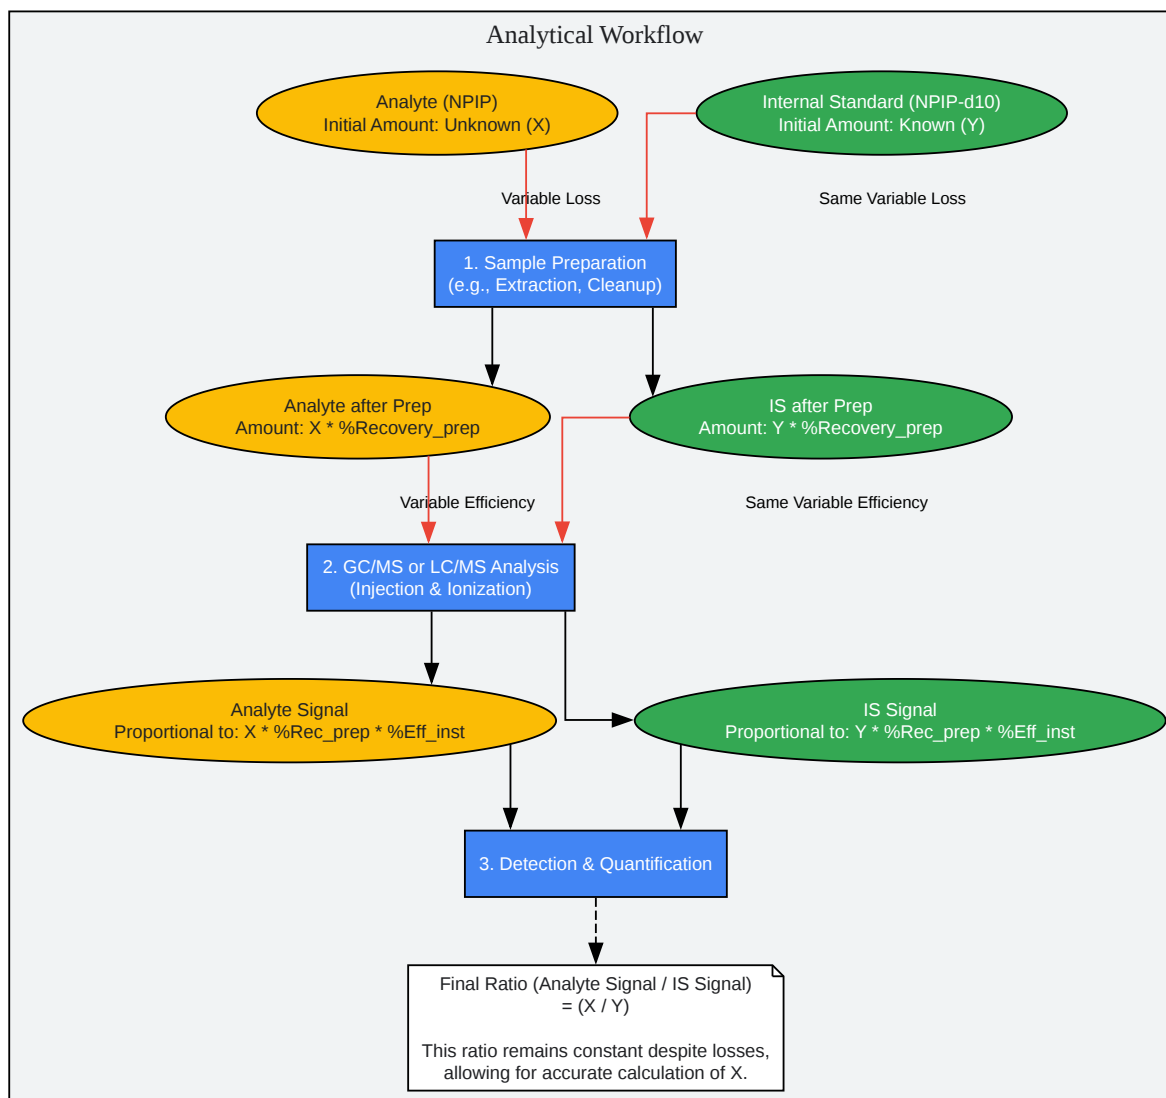 Analytical Workflow
Analyte (NPIP)
Initial Amount: Unknown (X)
Internal Standard (NPIP-d10)
Initial Amount: Known (Y)
Variable Loss
Same Variable Loss
1. Sample Preparation
(e.g., Extraction, Cleanup)
Analyte after Prep
Amount: X * %Recovery_prep
IS after Prep
Amount: Y * %Recovery_prep
Variable Efficiency
Same Variable Efficiency
2. GC/MS or LC/MS Analysis
(Injection & Ionization)
Analyte Signal
Proportional to: X * %Rec_prep * %Eff_inst
IS Signal
Proportional to: Y * %Rec_prep * %Eff_inst
3. Detection & Quantification
Final Ratio (Analyte Signal / IS Signal)
= (X / Y)
This ratio remains constant despite losses,
allowing for accurate calculation of X.